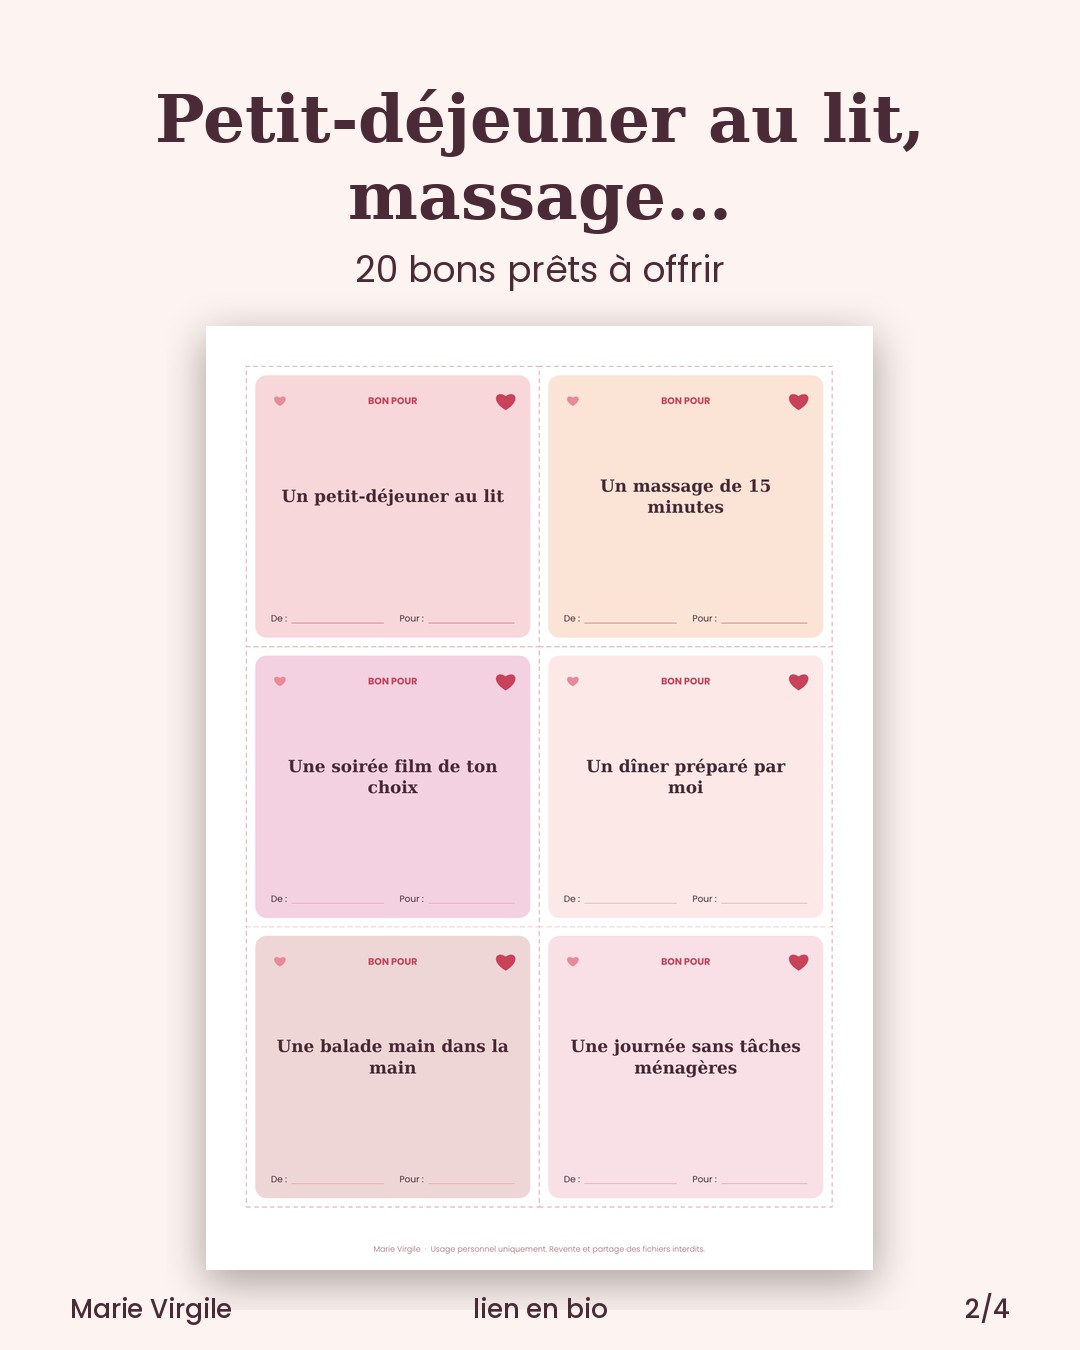 Petit-déjeuner au lit,
massage...
20 bons prêts à offrir
BON POUR
Un petit-déjeuner au lit
De :
Pour :
BON POUR
Un massage de 15
minutes
De :
Pour :
BON POUR
Une soirée film de ton
choix
De :
Pour :
BON POUR
Un dîner préparé par
moi
De :
Pour :
BON POUR
Une balade main dans la
main
De :
Pour :
BON POUR
Une journée sans tâches
ménagères
De :
Pour :
Marie Virgile · Usage personnel uniquement. Revente et partage des fichiers interdits.
Marie Virgile
lien en bio
2/4